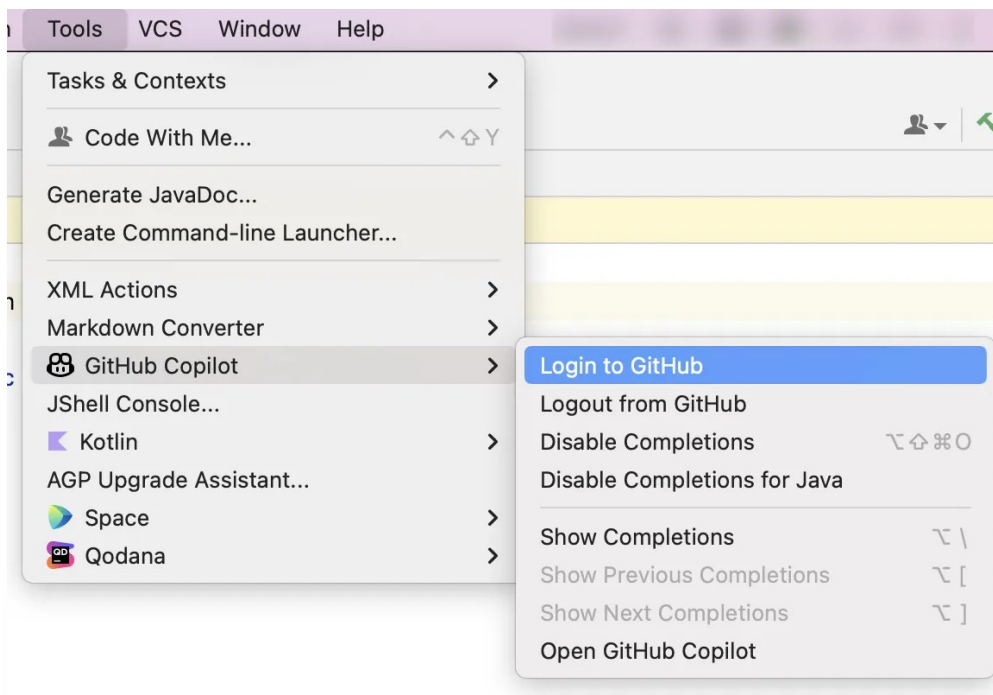 Tools VCS Window Help
Tasks & Contexts
Code With Me... ^⇧Y
Generate JavaDoc...
Create Command-line Launcher...
XML Actions
Markdown Converter
GitHub Copilot
JShell Console...
Kotlin
AGP Upgrade Assistant...
Space
QD Qodana
Login to GitHub
Logout from GitHub
Disable Completions ⌥⇧⌘O
Disable Completions for Java
Show Completions ⌥\
Show Previous Completions ⌥[
Show Next Completions ⌥]
Open GitHub Copilot